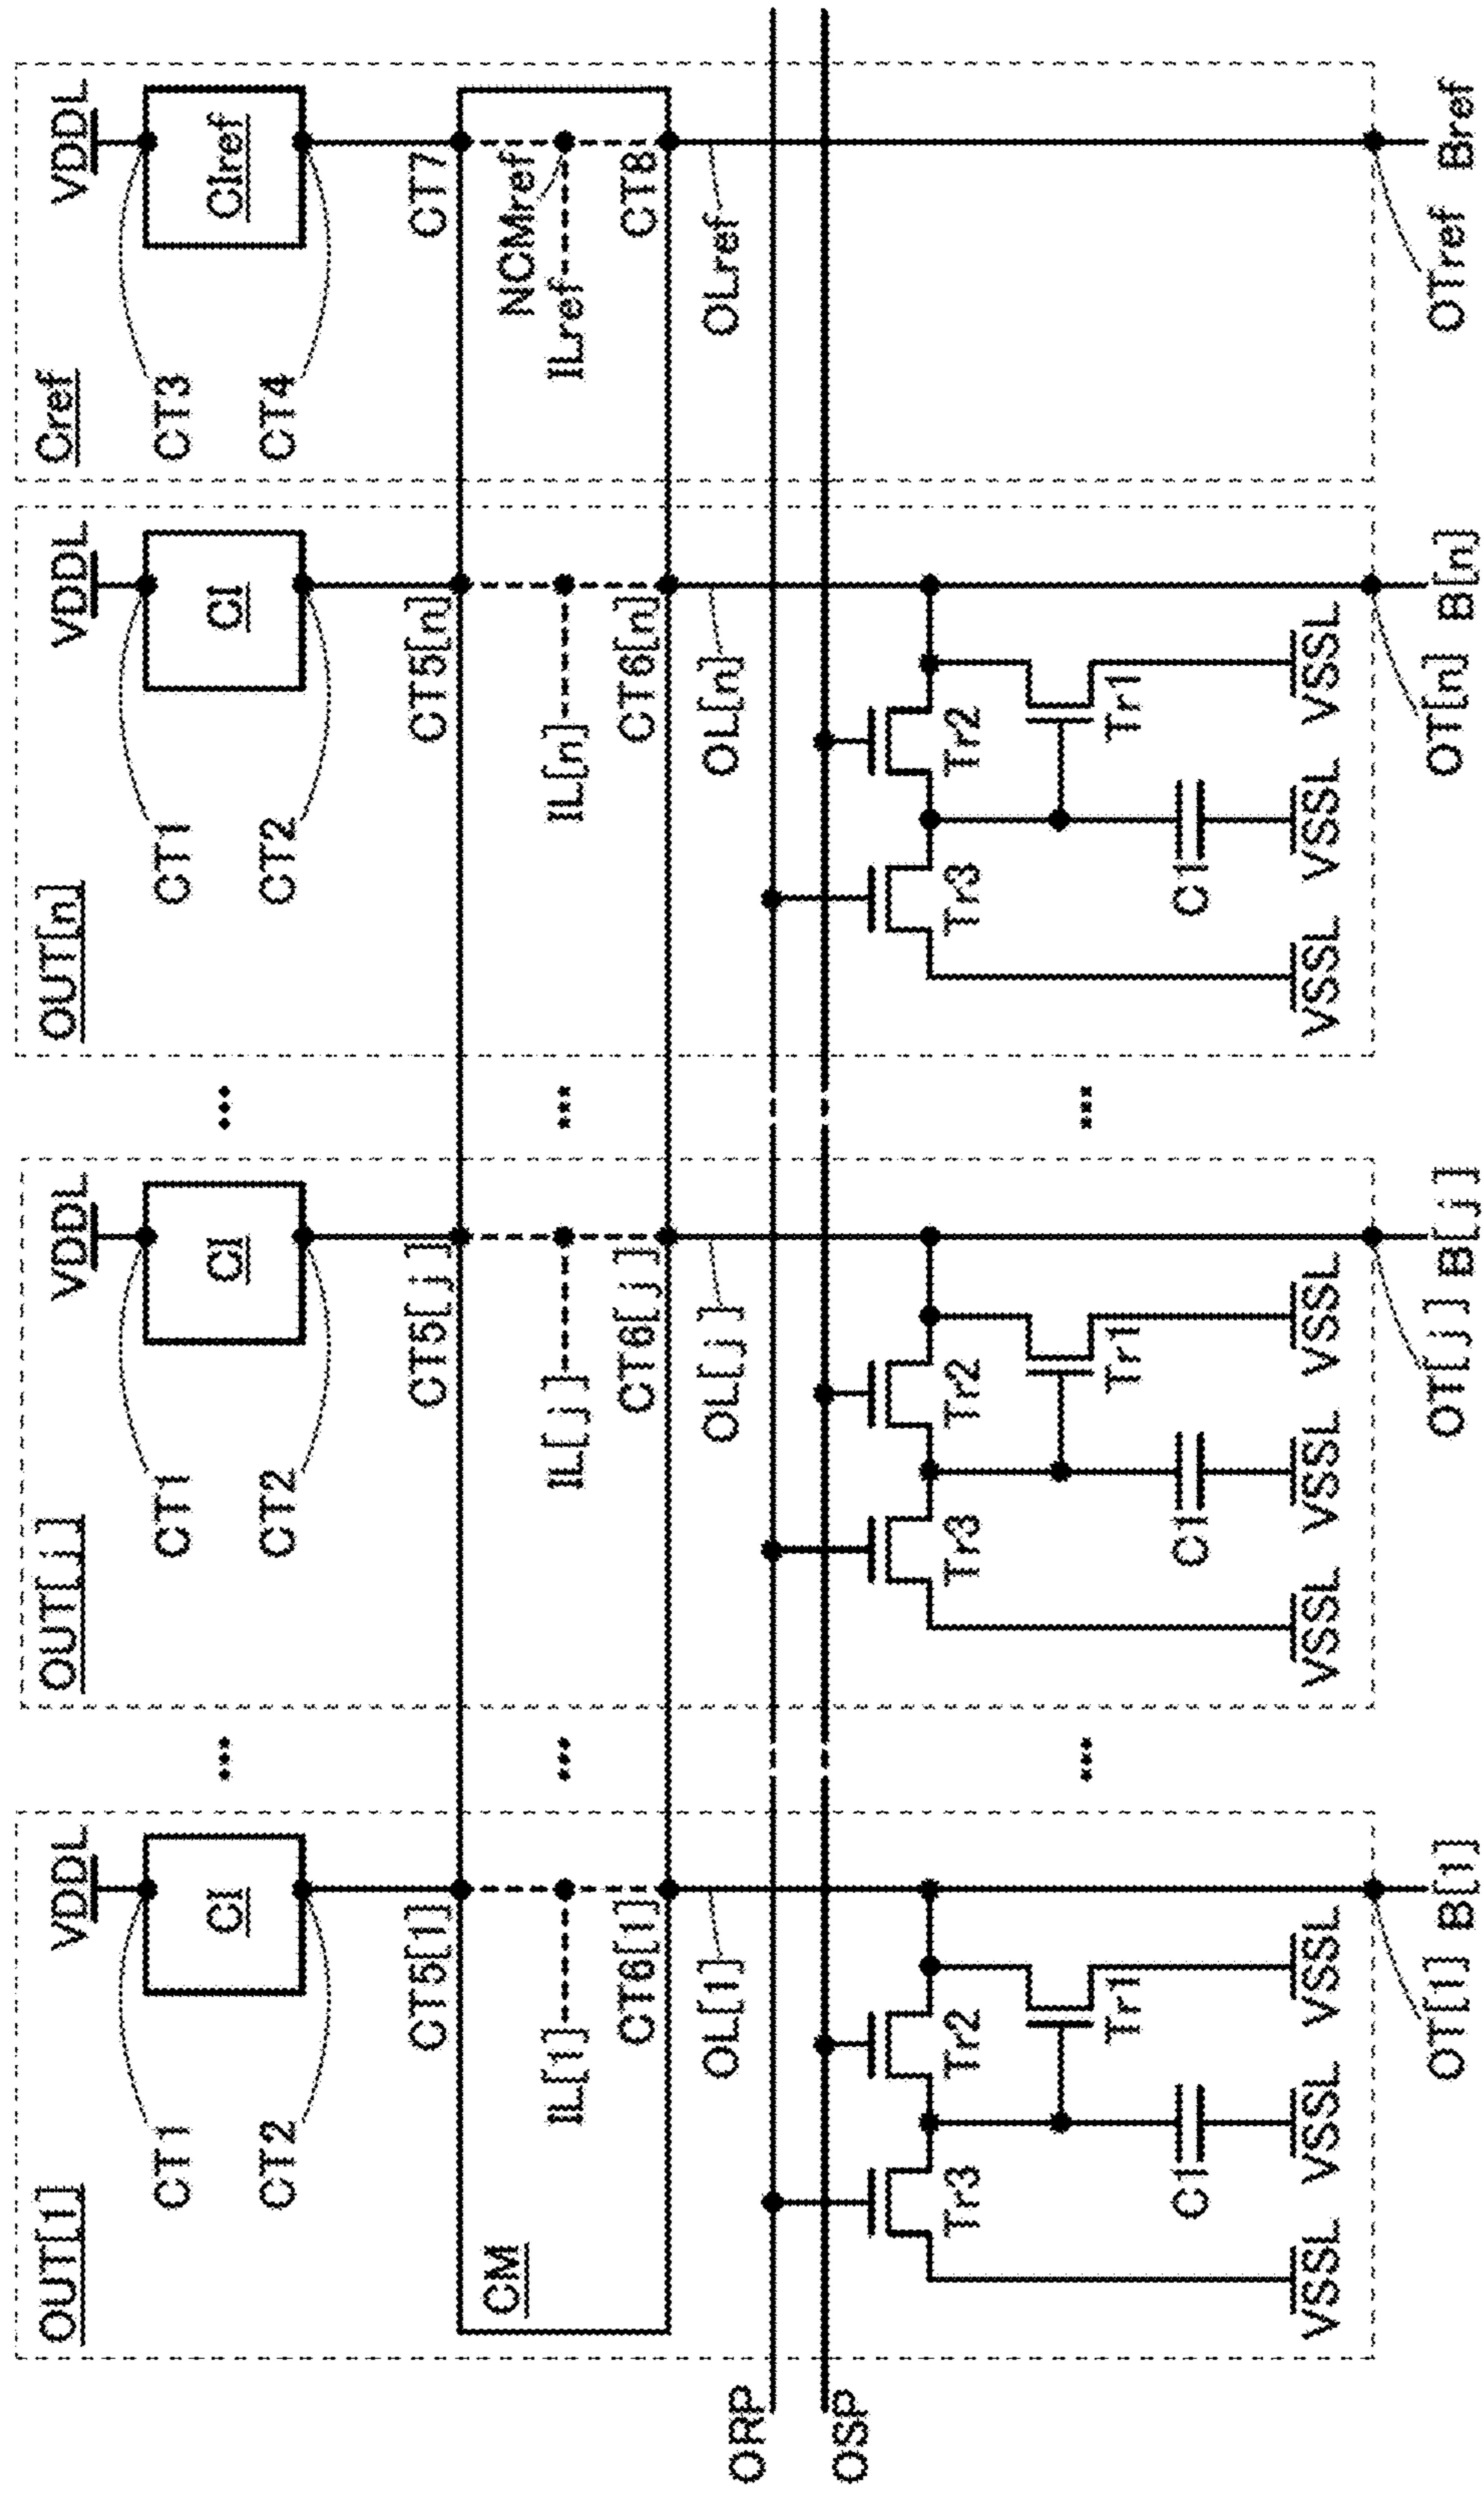 OUT[1]
VDDL
CI
CT1
CT2
CT5[1]
CM
IL[1]
CT6[1]
OL[1]
ORP
OSP
Tr3
Tr2
Tr1
C1
VSSL
VSSL
VSSL
OT[1]
B[1]
...
...
...
OUT[j]
VDDL
CI
CT1
CT2
CT5[j]
IL[j]
CT6[j]
OL[j]
Tr3
Tr2
Tr1
C1
VSSL
VSSL
VSSL
OT[j]
B[j]
...
...
...
OUT[n]
VDDL
CI
CT1
CT2
CT5[n]
IL[n]
CT6[n]
OL[n]
Tr3
Tr2
Tr1
C1
VSSL
VSSL
VSSL
OT[n]
B[n]
Cref
VDDL
CIref
CT3
CT4
CT7
NCMref
ILref
CT8
OLref
OTref
Bref